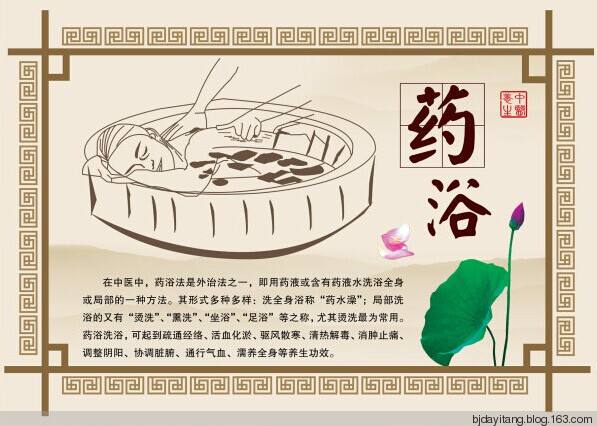 药
浴
中醫
養生
在中医中，药浴法是外治法之一，即用药液或含有药液水洗浴全身
或局部的一种方法。其形式多种多样：洗全身浴称“药水澡”；局部洗
浴的又有“烫洗”、“熏洗”、“坐浴”、“足浴”等之称，尤其烫洗最为常用。
药浴洗浴，可起到疏通经络、活血化淤、驱风散寒、清热解毒、消肿止痛、
调整阴阳、协调脏腑、通行气血、濡养全身等养生功效。
bjdayitang.blog.163.com